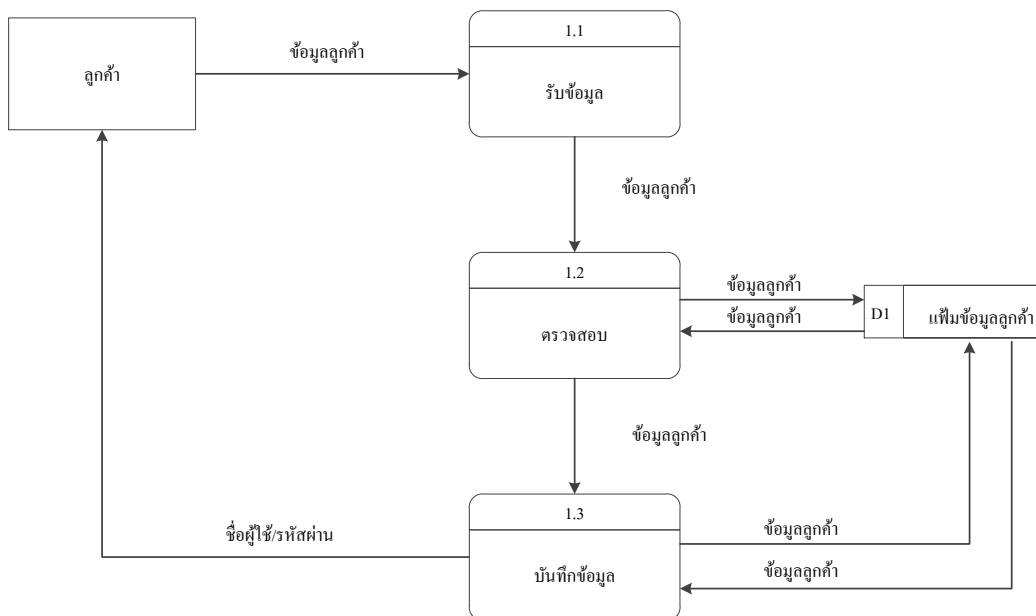 ลูกค้า
ข้อมูลลูกค้า
1.1
รับข้อมูล
ข้อมูลลูกค้า
1.2
ตรวจสอบ
ข้อมูลลูกค้า
ข้อมูลลูกค้า
D1
แฟ้มข้อมูลลูกค้า
ข้อมูลลูกค้า
1.3
บันทึกข้อมูล
ชื่อผู้ใช้/รหัสผ่าน
ข้อมูลลูกค้า
ข้อมูลลูกค้า